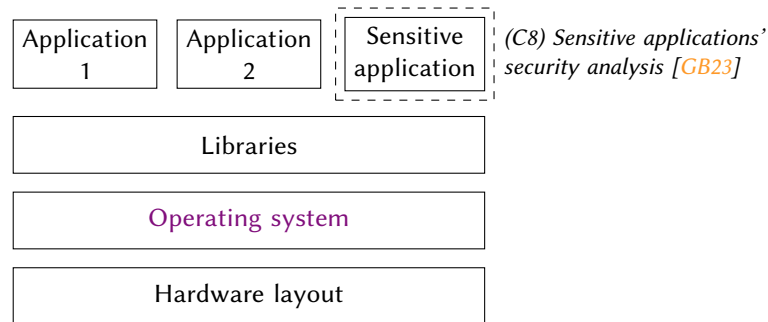 Application
1
Application
2
Sensitive
application
(C8) Sensitive applications’
security analysis [GB23]
Libraries
Operating system
Hardware layout